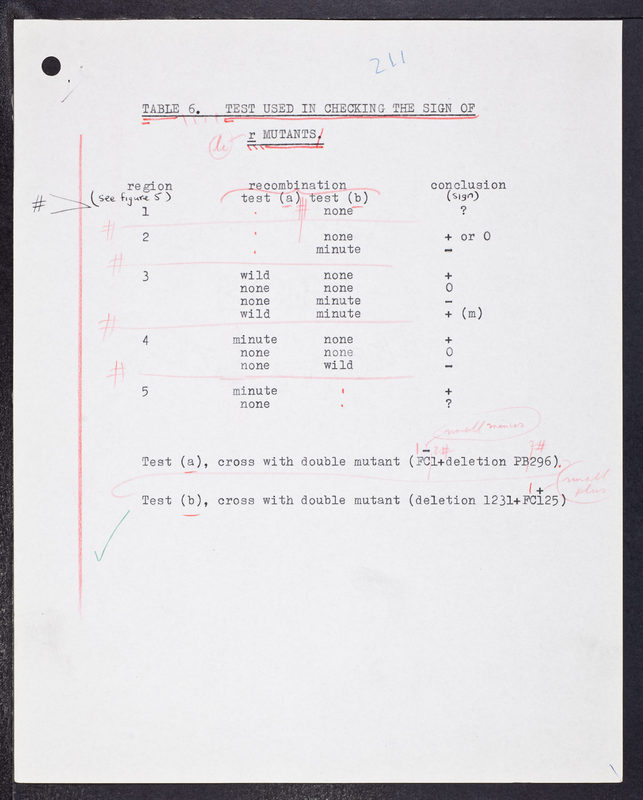 211
TABLE 6. TEST USED IN CHECKING THE SIGN OF
r MUTANTS.
region recombination conclusion
(see figure 5) test (a) test (b) (sign)
# 1 none ?
#
2 none + or 0
minute -
#
3 wild none +
none none 0
none minute -
wild minute + (m)
#
4 minute none +
none none 0
none wild -
#
5 minute +
none ?
small minus
Test (a), cross with double mutant (FC1+deletion PB296).
small plus
Test (b), cross with double mutant (deletion 1231+FC125)